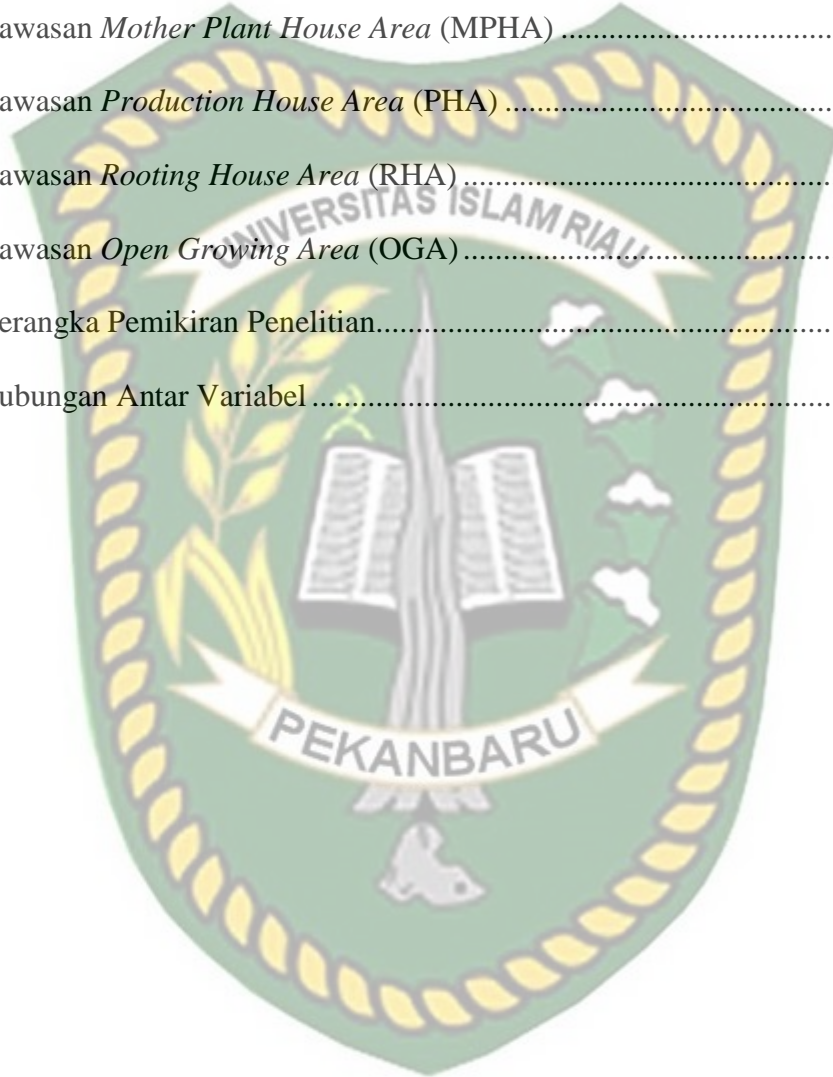 awasan Mother Plant House Area (MPHA) ....................................
awasan Production House Area (PHA) ...........................................
awasan Rooting House Area (RHA) ................................................
awasan Open Growing Area (OGA) ................................................
erangka Pemikiran Penelitian............................................................
ubungan Antar Variabel ....................................................................
UNIVERSITAS ISLAM RIAU
PEKANBARU